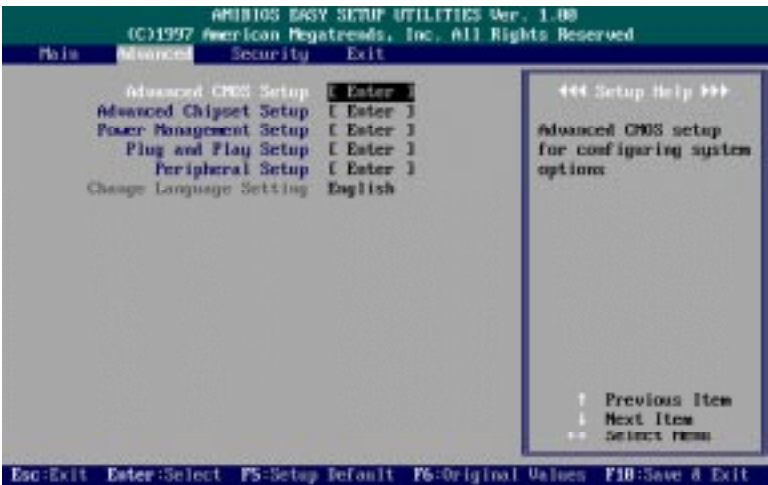 AMIBIOS EASY SETUP UTILITIES Ver. 1.00
(C)1997 American Megatrends, Inc. All Rights Reserved
Main Advanced Security Exit
Advanced CMOS Setup [ Enter ]
Advanced Chipset Setup [ Enter ]
Power Management Setup [ Enter ]
Plug and Play Setup [ Enter ]
Peripheral Setup [ Enter ]
Change Language Setting English
Setup Help
Advanced CMOS setup
for configuring system
options
↑ Previous Item
↓ Next Item
↔ Select Menu
Esc:Exit Enter:Select F5:Setup Default F6:Original Values F10:Save & Exit